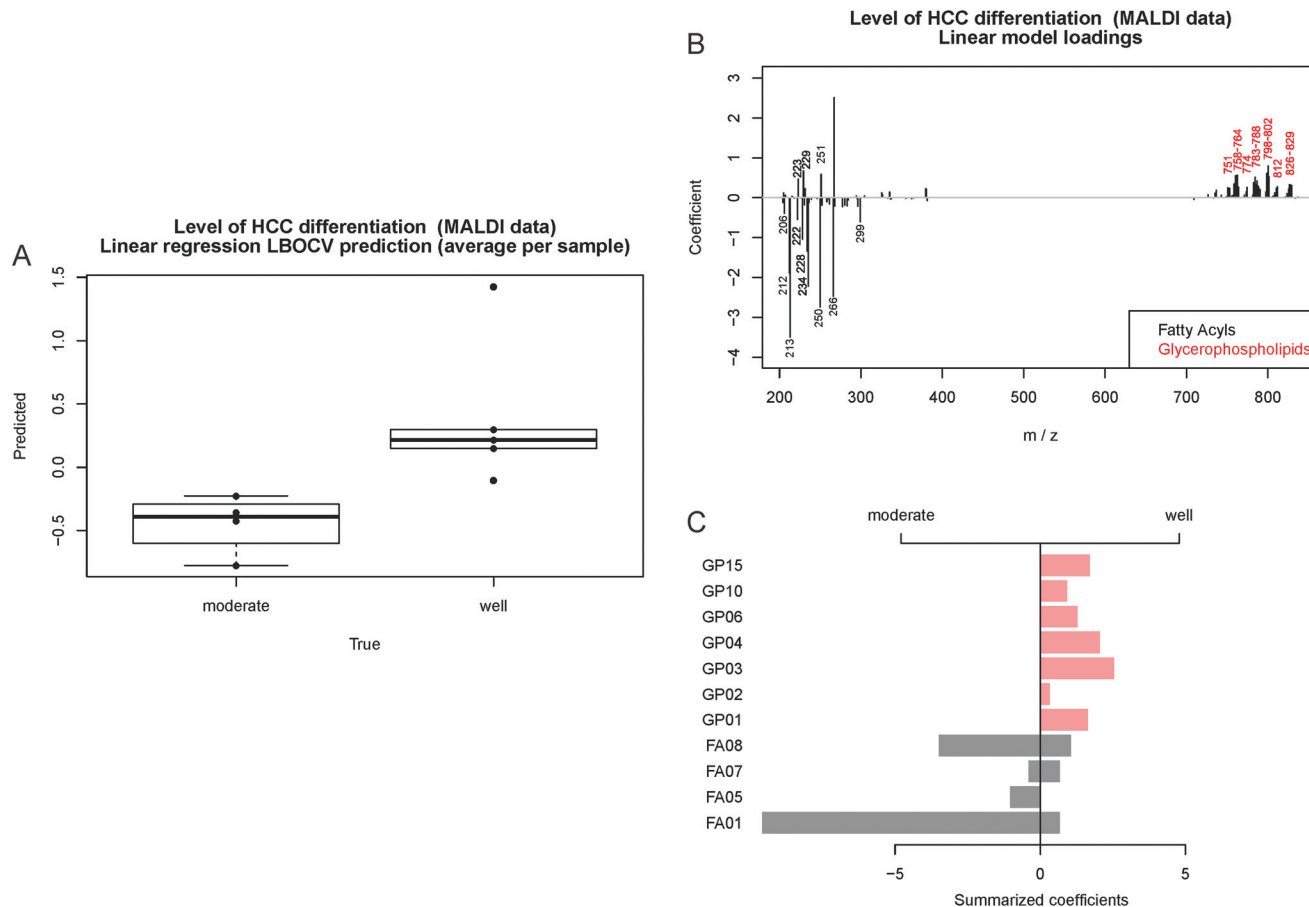 A
Level of HCC differentiation (MALDI data)
Linear regression LBOCV prediction (average per sample)
Predicted
1.5
1.0
0.5
0.0
−0.5
moderate
well
True
B
Level of HCC differentiation (MALDI data)
Linear model loadings
Coefficient
3
2
1
0
−1
−2
−3
−4
206
212
213
222
223
228
229
234
250
251
266
299
751
758-764
774
783-788
798-802
812
826-829
Fatty Acyls
Glycerophospholipids
200
300
400
500
600
700
800
m / z
C
moderate
well
GP15
GP10
GP06
GP04
GP03
GP02
GP01
FA08
FA07
FA05
FA01
−5
0
5
Summarized coefficients